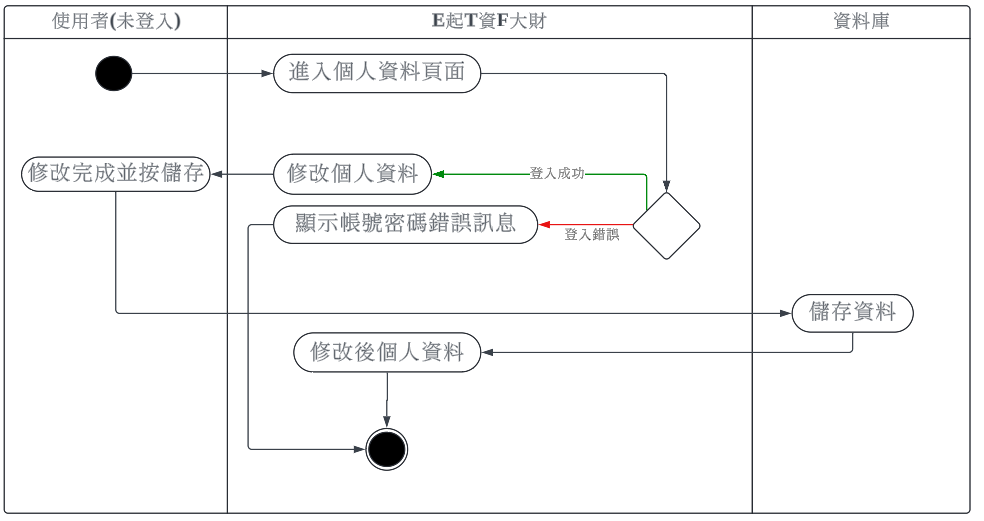 使用者(未登入)
E起T資F大財
資料庫
進入個人資料頁面
修改完成並按儲存
修改個人資料
登入成功
顯示帳號密碼錯誤訊息
登入錯誤
儲存資料
修改後個人資料